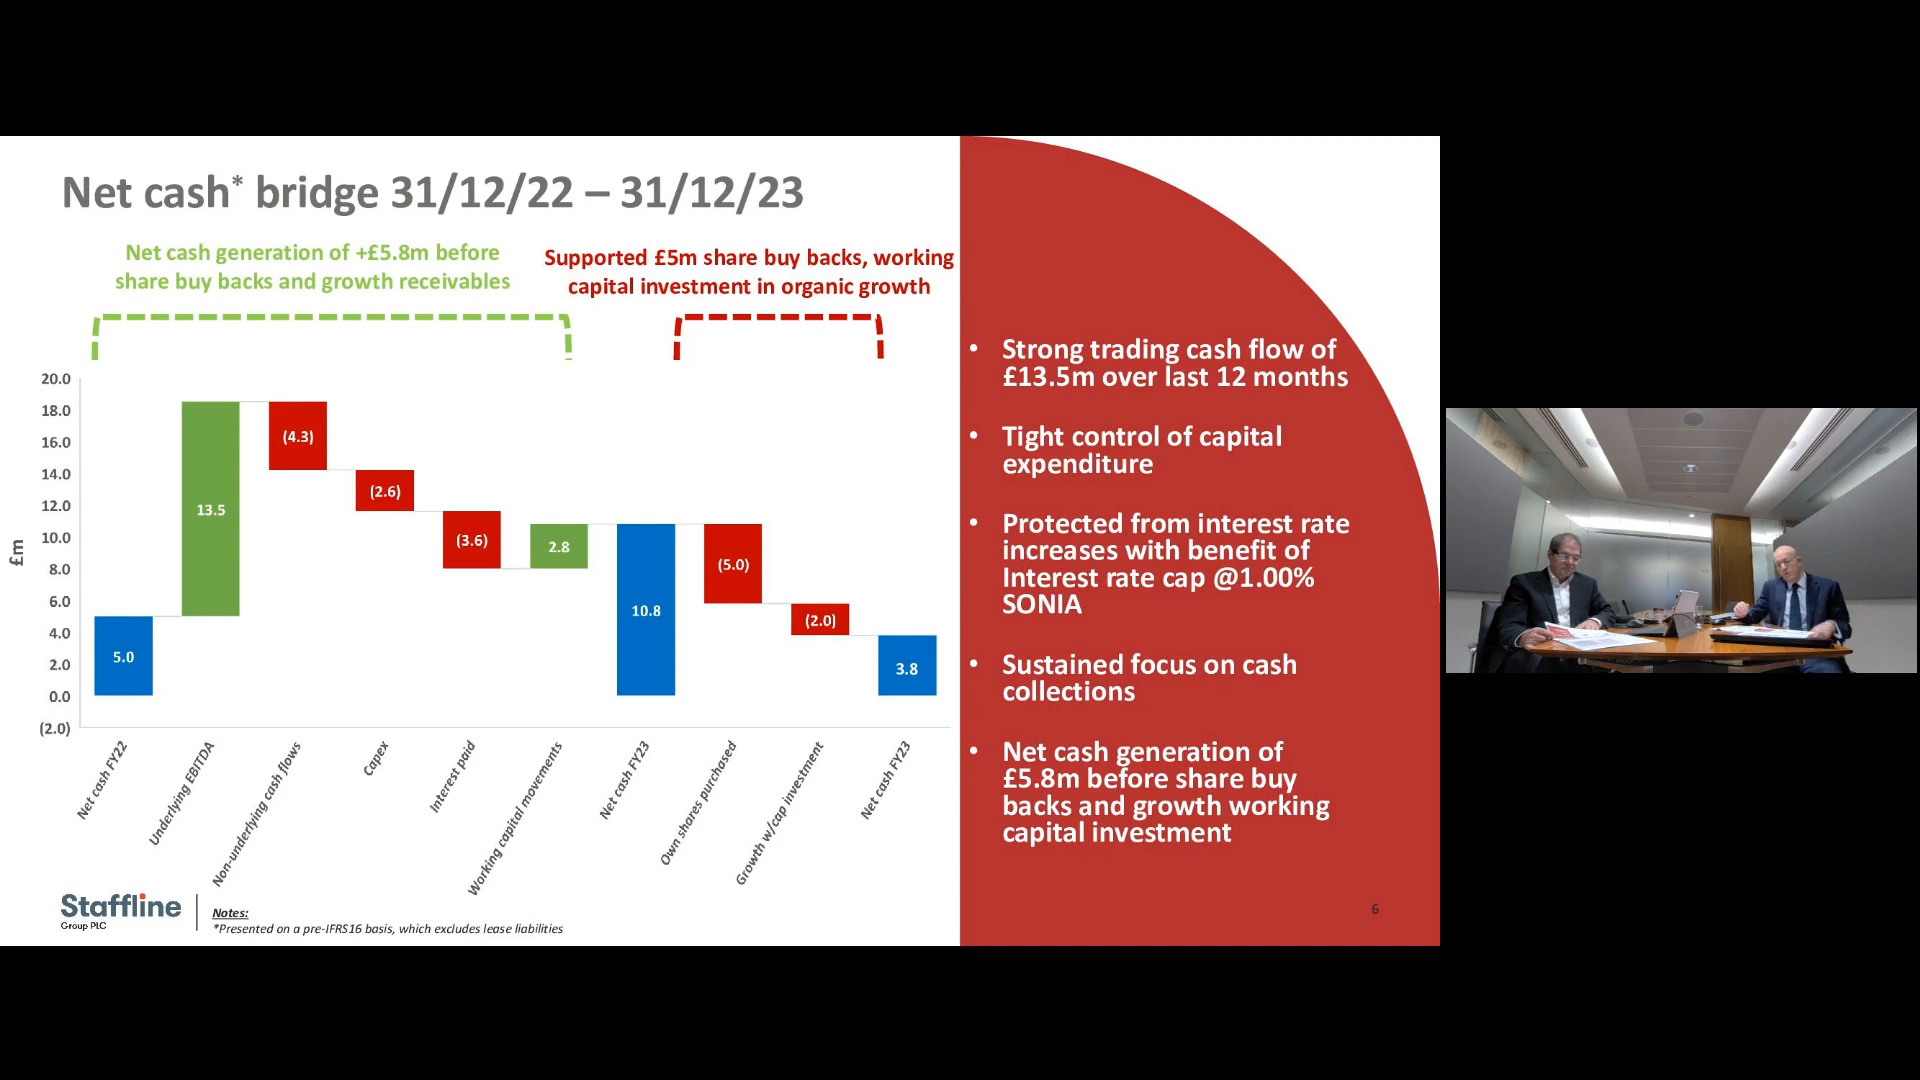 Net cash* bridge 31/12/22 – 31/12/23
Net cash generation of +£5.8m before
share buy backs and growth receivables
Supported £5m share buy backs, working
capital investment in organic growth
20.0
18.0
16.0
14.0
12.0
10.0
8.0
6.0
4.0
2.0
0.0
(2.0)
£m
5.0
13.5
(4.3)
(2.6)
(3.6)
2.8
10.8
(5.0)
(2.0)
3.8
Net cash FY22
Underlying EBITDA
Non-underlying cash flows
Capex
Interest paid
Working capital movements
Net cash FY23
Own shares purchased
Growth w/cap investment
Net cash FY23
• Strong trading cash flow of
£13.5m over last 12 months
• Tight control of capital
expenditure
• Protected from interest rate
increases with benefit of
Interest rate cap @1.00%
SONIA
• Sustained focus on cash
collections
• Net cash generation of
£5.8m before share buy
backs and growth working
capital investment
Staffline
Group PLC
Notes:
*Presented on a pre-IFRS16 basis, which excludes lease liabilities
6